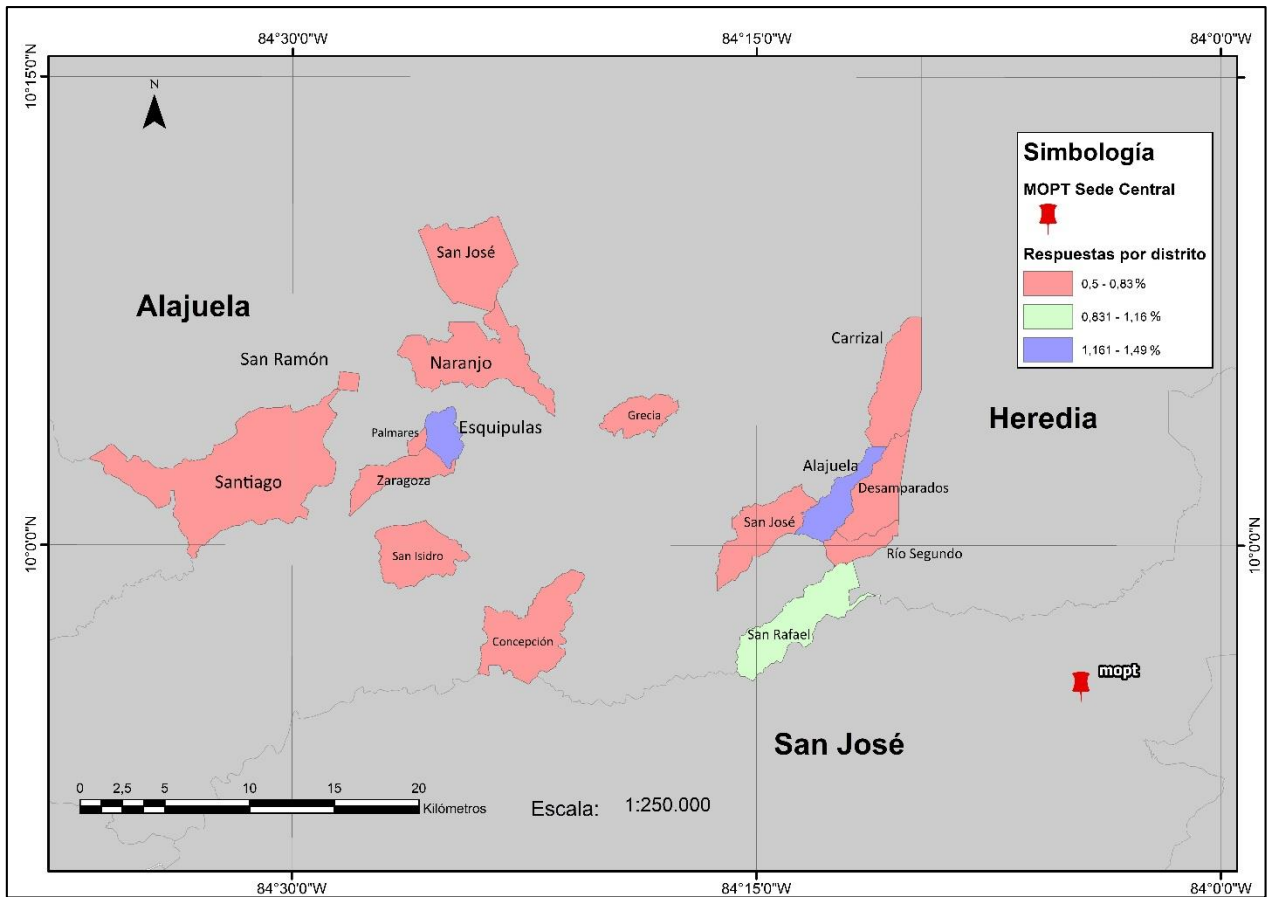 84°30'0"W
84°15'0"W
84°0'0"W
10°15'0"N
N
Simbología
MOPT Sede Central
Respuestas por distrito
0,5 - 0,83 %
0,831 - 1,16 %
1,161 - 1,49 %
San José
Alajuela
San Ramón
Naranjo
Carrizal
Grecia
Heredia
Palmares
Esquipulas
Santiago
Zaragoza
Alajuela
Desamparados
San José
10°0'0"N
San Isidro
Río Segundo
10°0'0"N
Concepción
San Rafael
mopt
San José
0 2,5 5 10 15 20
Kilómetros
Escala: 1:250.000
84°30'0"W
84°15'0"W
84°0'0"W